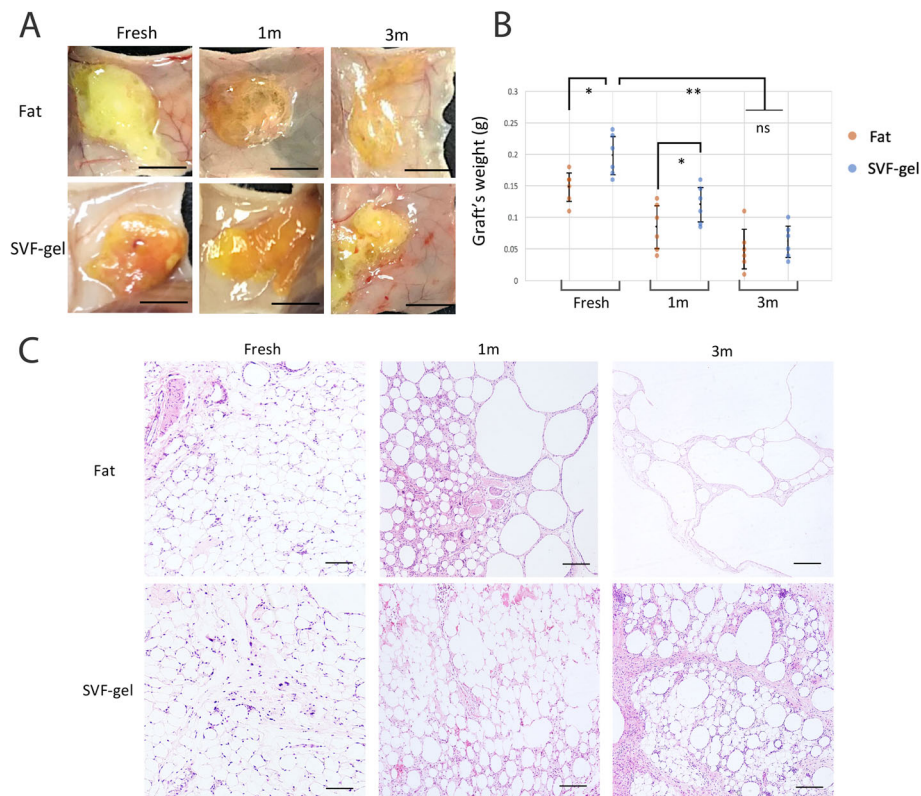 A
Fresh
1m
3m
Fat
SVF-gel
B
*
**
ns
*
Graft's weight (g)
0.3
0.25
0.2
0.15
0.1
0.05
0
Fresh
1m
3m
Fat
SVF-gel
C
Fresh
1m
3m
Fat
SVF-gel